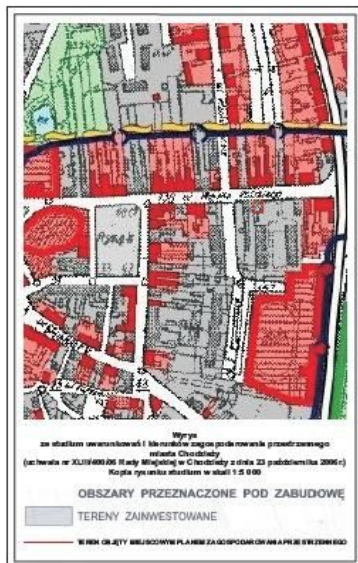 Rynek
Wyrys
ze studium uwarunkowań i kierunków zagospodarowania przestrzennego
miasta Chodzieży
(uchwała nr XLIII/400/06 Rady Miejskiej w Chodzieży z dnia 23 października 2006r.)
Kopia rysunku studium w skali 1:5 000
OBSZARY PRZEZNACZONE POD ZABUDOWĘ
TERENY ZAINWESTOWANE
TEREN OBJĘTY MIEJSCOWYM PLANEM ZAGOSPODAROWANIA PRZESTRZENNEGO